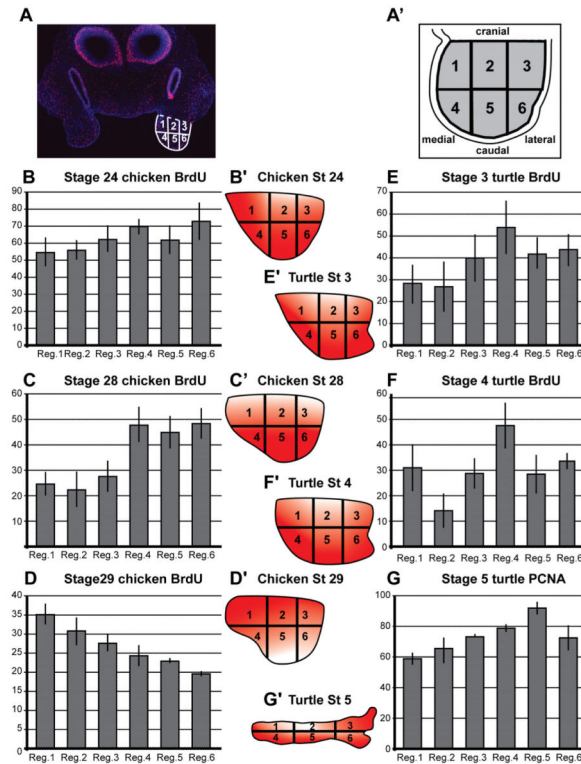 A
1 2 3
4 5 6
A'
cranial
1 2 3
4 5 6
medial lateral
caudal
B Stage 24 chicken BrdU
90
80
70
60
50
40
30
20
10
0
Reg.1 Reg.2 Reg.3 Reg.4 Reg.5 Reg.6
B' Chicken St 24
1 2 3
4 5 6
E' Turtle St 3
1 2 3
4 5 6
E Stage 3 turtle BrdU
70
60
50
40
30
20
10
0
Reg.1 Reg.2 Reg.3 Reg.4 Reg.5 Reg.6
C Stage 28 chicken BrdU
60
50
40
30
20
10
0
Reg.1 Reg.2 Reg.3 Reg.4 Reg.5 Reg.6
C' Chicken St 28
1 2 3
4 5 6
F' Turtle St 4
1 2 3
4 5 6
F Stage 4 turtle BrdU
60
50
40
30
20
10
0
Reg.1 Reg.2 Reg.3 Reg.4 Reg.5 Reg.6
D Stage29 chicken BrdU
40
35
30
25
20
15
10
5
0
Reg.1 Reg.2 Reg.3 Reg.4 Reg.5 Reg.6
D' Chicken St 29
1 2 3
4 5 6
G' Turtle St 5
1 2 3
4 5 6
G Stage 5 turtle PCNA
100
80
60
40
20
0
Reg.1 Reg.2 Reg.3 Reg.4 Reg.5 Reg.6